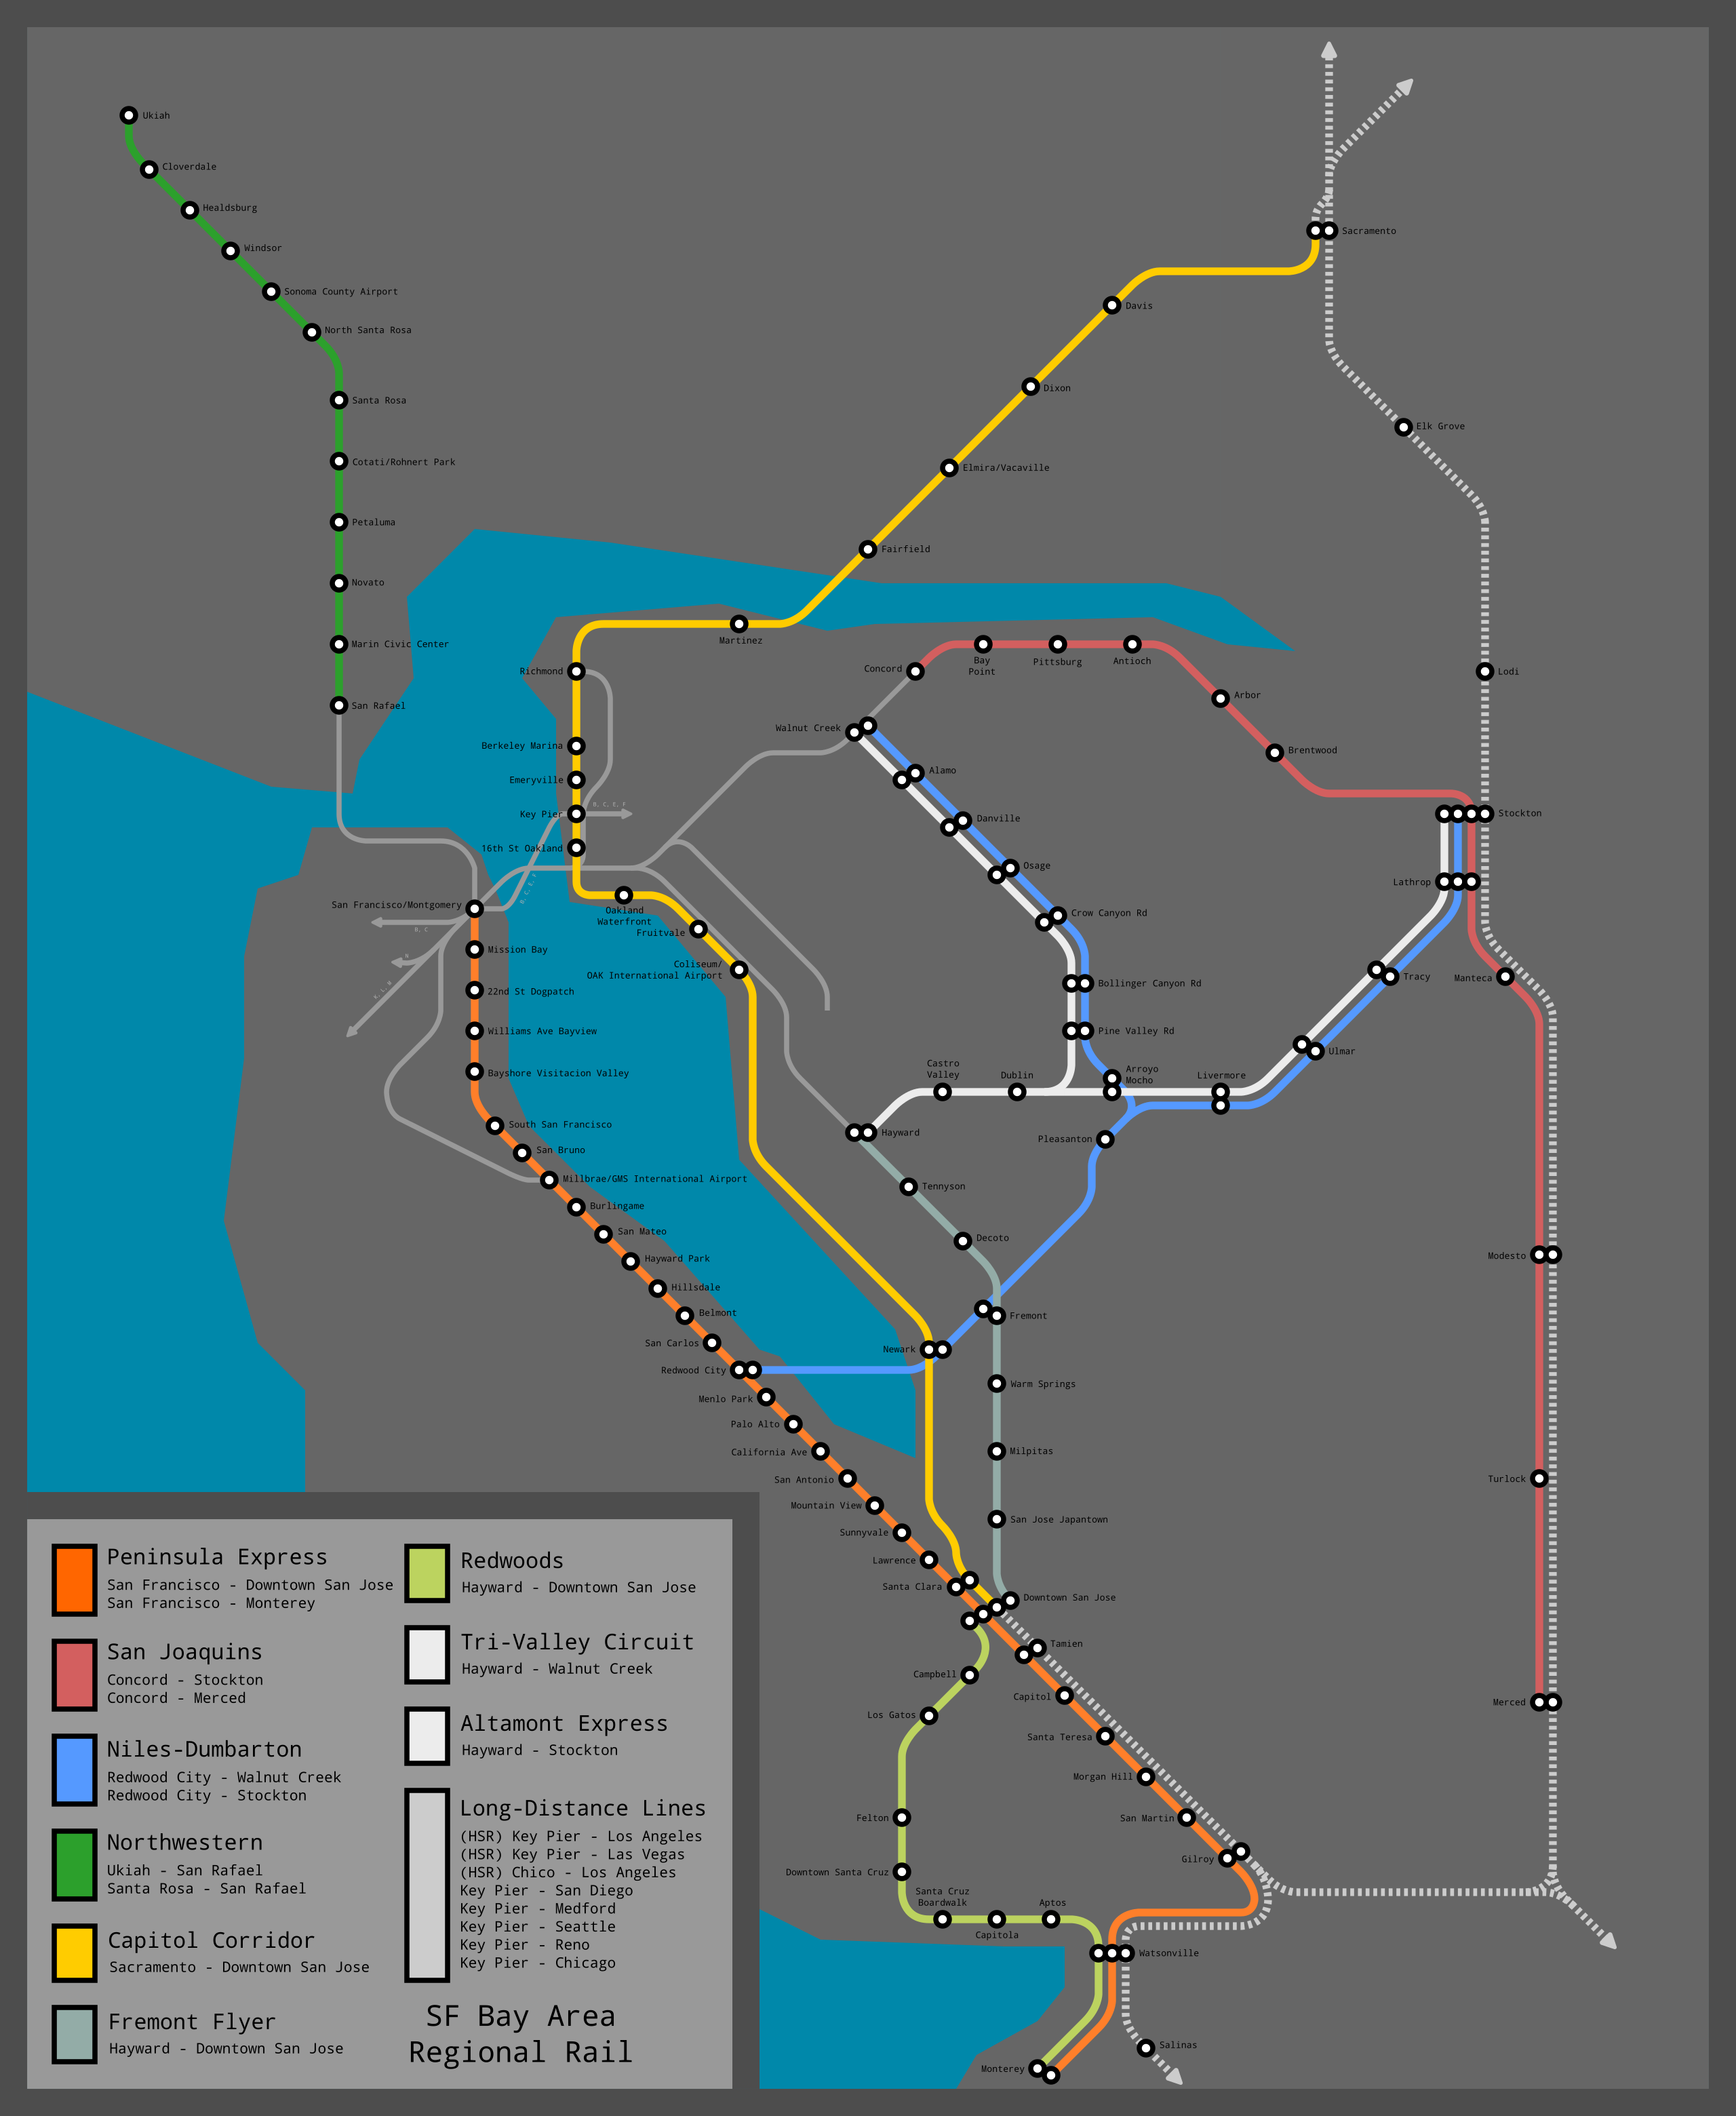 Ukiah
Cloverdale
Healdsburg
Windsor
Sonoma County Airport
North Santa Rosa
Santa Rosa
Cotati/Rohnert Park
Petaluma
Novato
Marin Civic Center
San Rafael
Sacramento
Davis
Dixon
Elmira/Vacaville
Fairfield
Martinez
Richmond
Berkeley Marina
Emeryville
Key Pier
B, C, E, F
16th St Oakland
Oakland
Waterfront
Fruitvale
Coliseum/
OAK International Airport
Elk Grove
Lodi
Concord
Bay
Point
Pittsburg
Antioch
Arbor
Brentwood
Walnut Creek
Alamo
Danville
Osage
Crow Canyon Rd
Bollinger Canyon Rd
Pine Valley Rd
Arroyo
Mocho
Stockton
Lathrop
Manteca
Tracy
Ulmar
Livermore
Dublin
Castro
Valley
Hayward
Pleasanton
Tennyson
Decoto
Fremont
Newark
Warm Springs
Milpitas
San Jose Japantown
Modesto
Turlock
Merced
San Francisco/Montgomery
B, C
Mission Bay
22nd St Dogpatch
Williams Ave Bayview
Bayshore Visitacion Valley
South San Francisco
San Bruno
Millbrae/GMS International Airport
Burlingame
San Mateo
Hayward Park
Hillsdale
Belmont
San Carlos
Redwood City
Menlo Park
Palo Alto
California Ave
San Antonio
Mountain View
Sunnyvale
Lawrence
Santa Clara
Downtown San Jose
Tamien
Capitol
Santa Teresa
Morgan Hill
San Martin
Gilroy
Campbell
Los Gatos
Felton
Downtown Santa Cruz
Santa Cruz
Boardwalk
Capitola
Aptos
Watsonville
Salinas
Monterey
Peninsula Express
San Francisco - Downtown San Jose
San Francisco - Monterey
San Joaquins
Concord - Stockton
Concord - Merced
Niles-Dumbarton
Redwood City - Walnut Creek
Redwood City - Stockton
Northwestern
Ukiah - San Rafael
Santa Rosa - San Rafael
Capitol Corridor
Sacramento - Downtown San Jose
Fremont Flyer
Hayward - Downtown San Jose
Redwoods
Hayward - Downtown San Jose
Tri-Valley Circuit
Hayward - Walnut Creek
Altamont Express
Hayward - Stockton
Long-Distance Lines
(HSR) Key Pier - Los Angeles
(HSR) Key Pier - Las Vegas
(HSR) Chico - Los Angeles
Key Pier - San Diego
Key Pier - Medford
Key Pier - Seattle
Key Pier - Reno
Key Pier - Chicago
SF Bay Area
Regional Rail